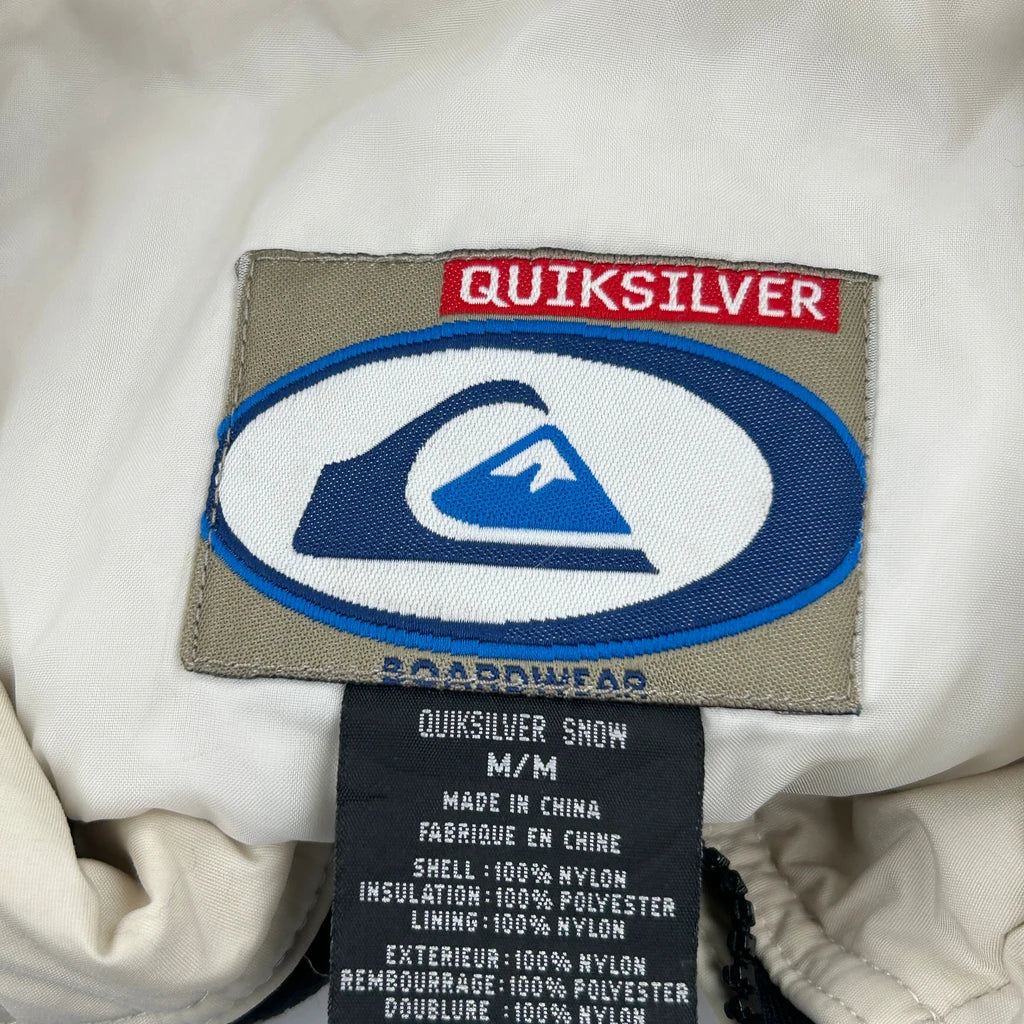 QUIKSILVER
BOARDWEAR
QUIKSILVER SNOW
M/M
MADE IN CHINA
FABRIQUE EN CHINE
SHELL : 100% NYLON
INSULATION : 100% POLYESTER
LINING : 100% NYLON
EXTERIEUR : 100% NYLON
REMBOURRAGE : 100% POLYESTER
DOUBLURE : 100% NYLON